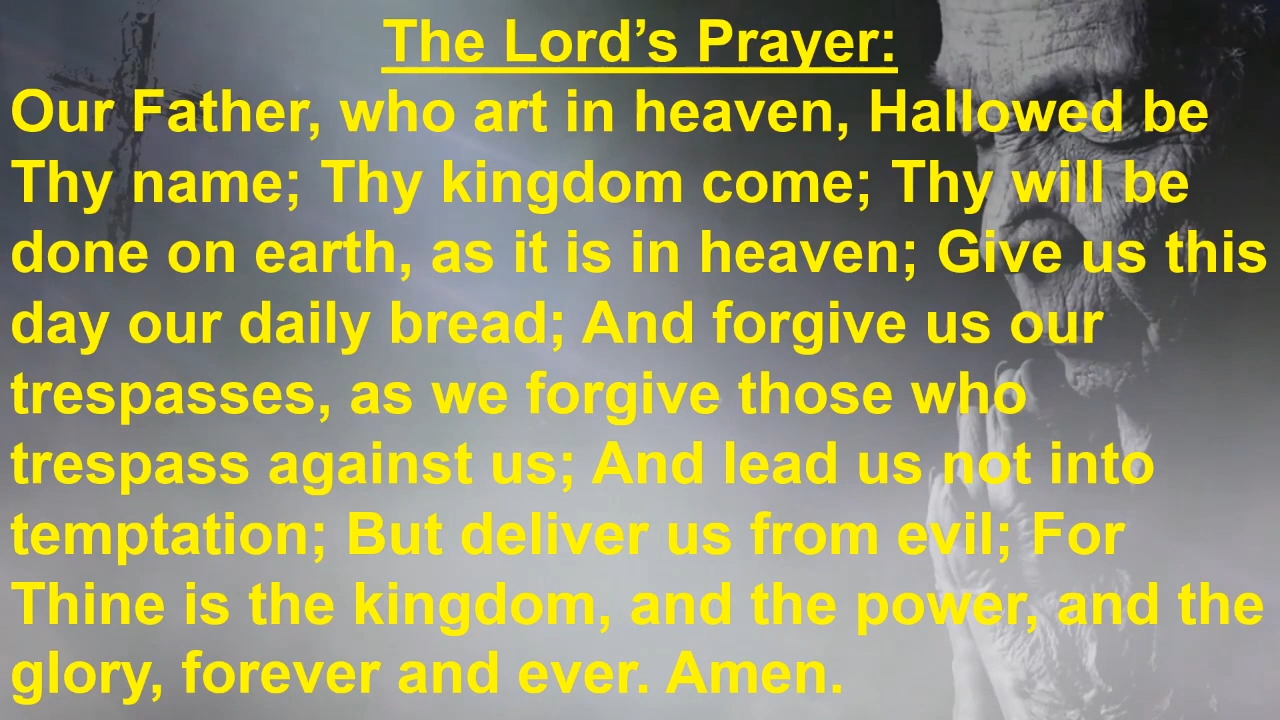 The Lord’s Prayer:
Our Father, who art in heaven, Hallowed be
Thy name; Thy kingdom come; Thy will be
done on earth, as it is in heaven; Give us this
day our daily bread; And forgive us our
trespasses, as we forgive those who
trespass against us; And lead us not into
temptation; But deliver us from evil; For
Thine is the kingdom, and the power, and the
glory, forever and ever. Amen.